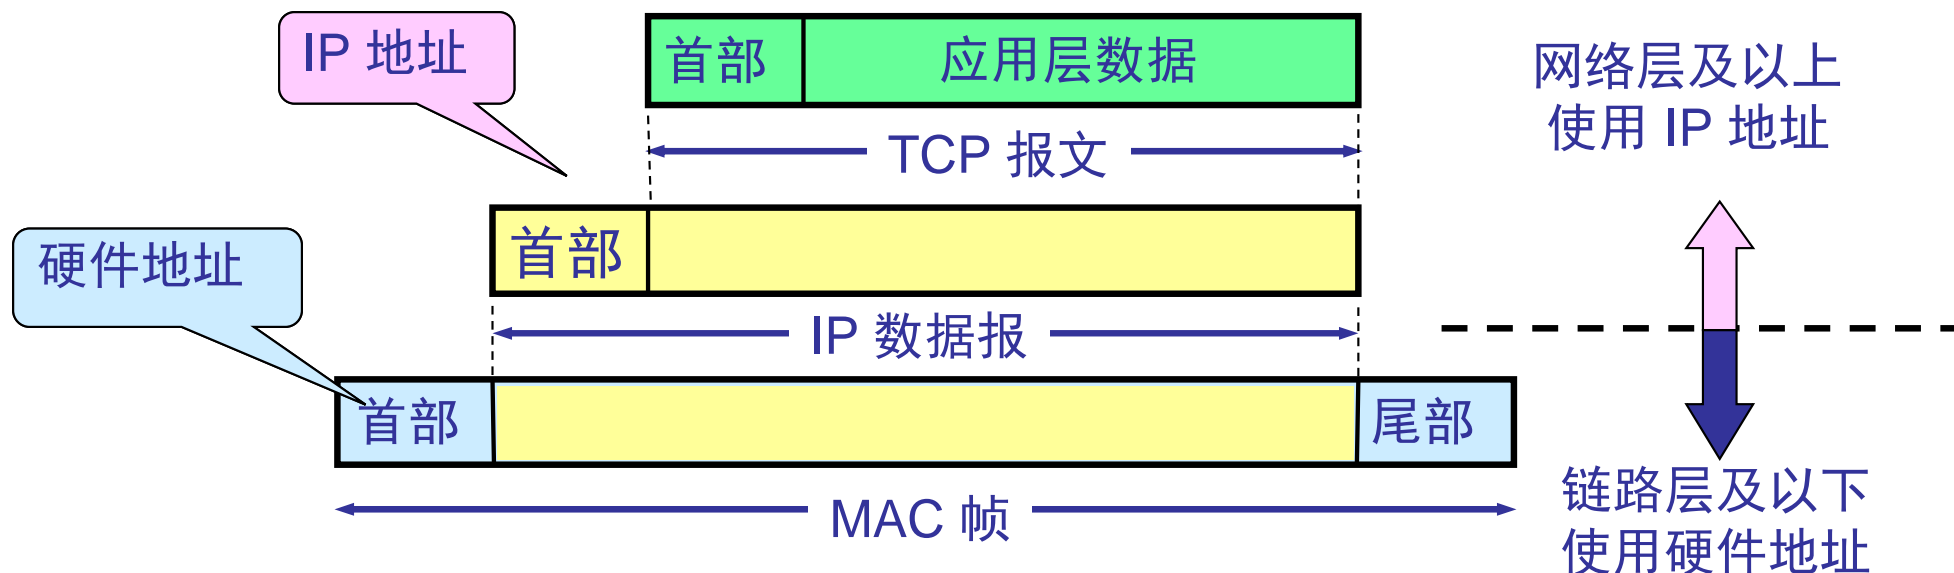 IP 地址
首部
应用层数据
网络层及以上
使用 IP 地址
TCP 报文
首部
硬件地址
IP 数据报
首部
尾部
MAC 帧
链路层及以下
使用硬件地址